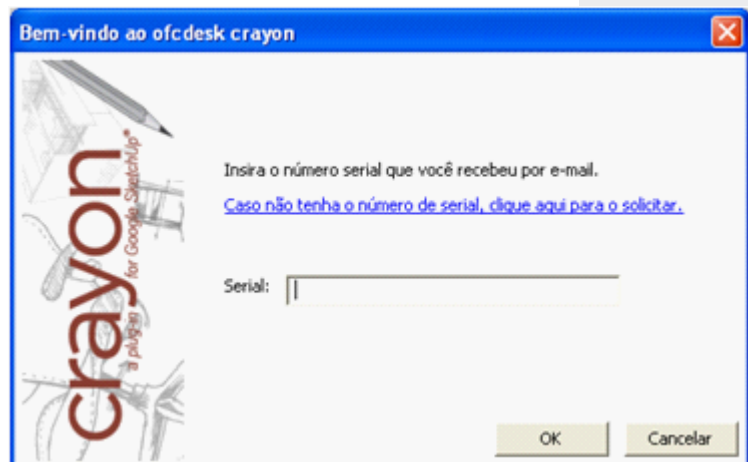 Bem-vindo ao ofcdesk crayon
crayon
a plug-in for Google SketchUp®
Insira o número serial que você recebeu por e-mail.
Caso não tenha o número de serial, clique aqui para o solicitar.
Serial:
OK
Cancelar